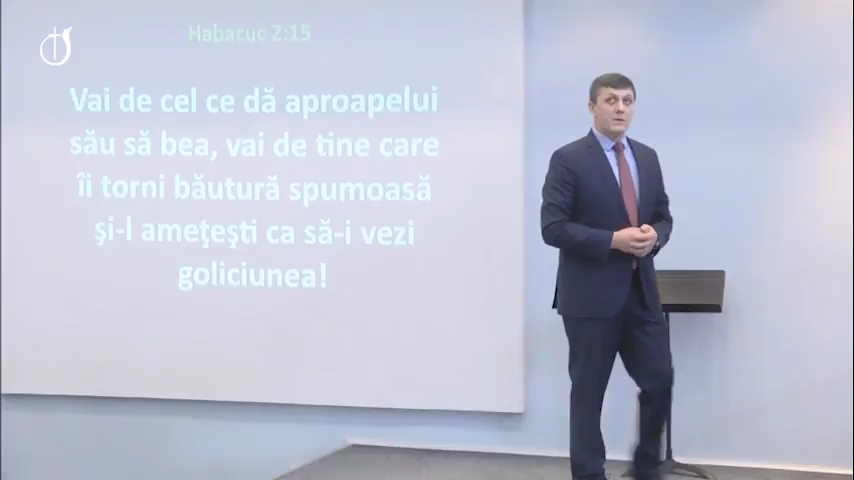 Habacuc 2:15
Vai de cel ce dă aproapelui
său să bea, vai de tine care
îi torni băutură spumoasă
şi-l ameţeşti ca să-i vezi
goliciunea!